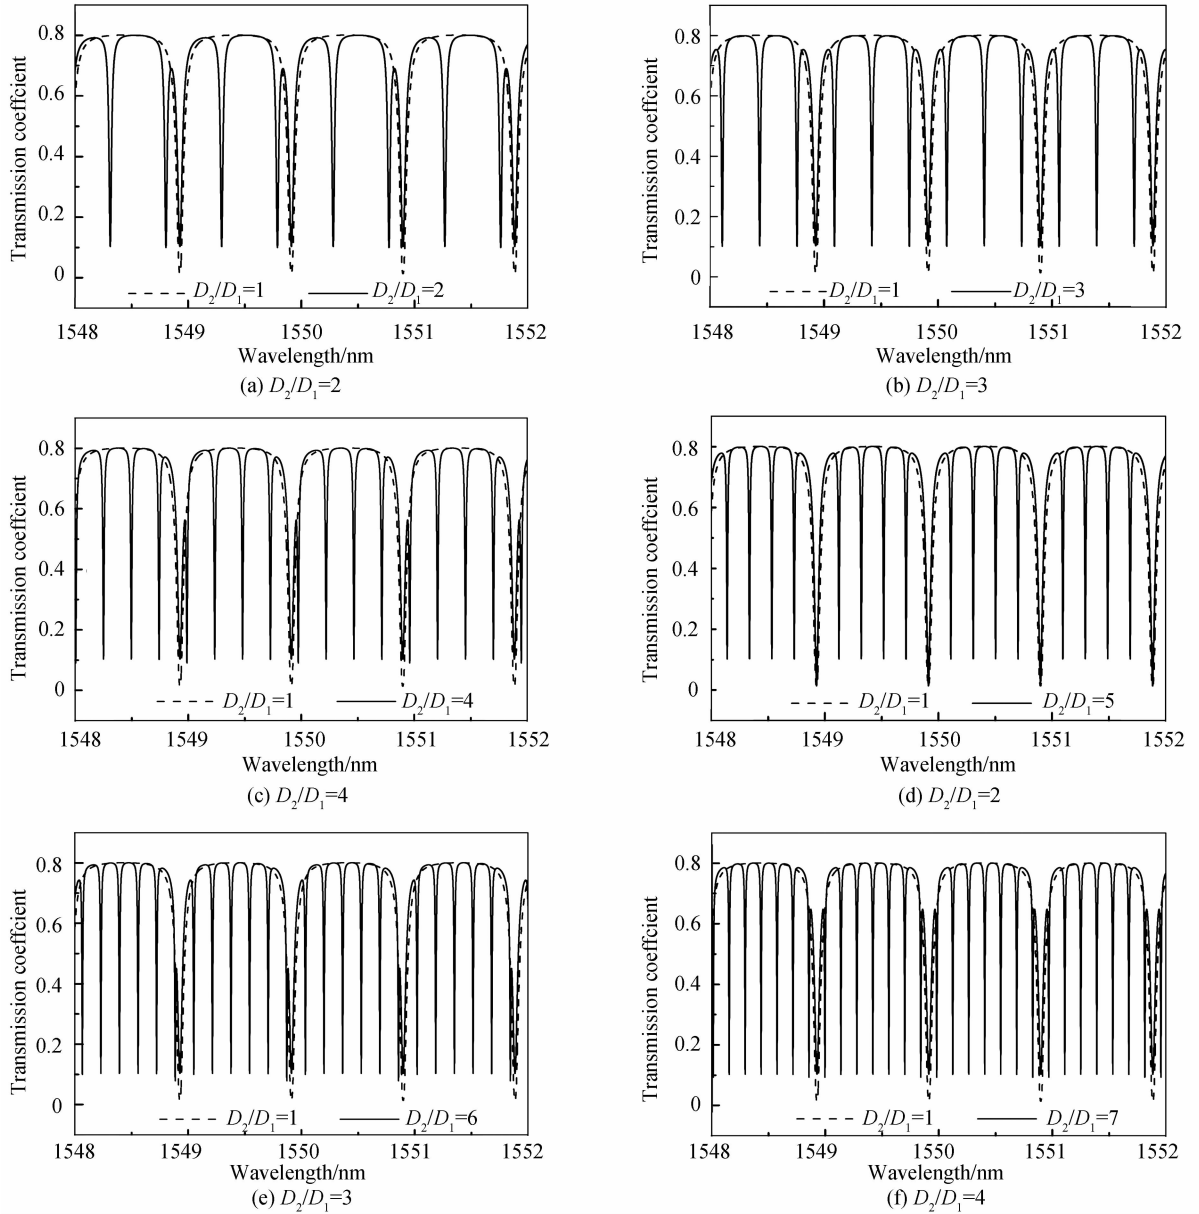 Transmission coeffcient
0.8
0.6
0.4
0.2
0
D2/D1=1 D2/D1=2
1548 1549 1550 1551 1552
Wavelength/nm
(a) D2/D1=2
Transmission coeffcient
0.8
0.6
0.4
0.2
0
D2/D1=1 D2/D1=3
1548 1549 1550 1551 1552
Wavelength/nm
(b) D2/D1=3
Transmission coeffcient
0.8
0.6
0.4
0.2
0
D2/D1=1 D2/D1=4
1548 1549 1550 1551 1552
Wavelength/nm
(c) D2/D1=4
Transmission coeffcient
0.8
0.6
0.4
0.2
0
D2/D1=1 D2/D1=5
1548 1549 1550 1551 1552
Wavelength/nm
(d) D2/D1=2
Transmission coeffcient
0.8
0.6
0.4
0.2
0
D2/D1=1 D2/D1=6
1548 1549 1550 1551 1552
Wavelength/nm
(e) D2/D1=3
Transmission coeffcient
0.8
0.6
0.4
0.2
0
D2/D1=1 D2/D1=7
1548 1549 1550 1551 1552
Wavelength/nm
(f) D2/D1=4